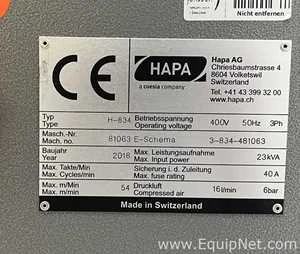 Nicht entfernen
CE
HAPA
a coesia company
Hapa AG
Chriesbaumstrasse 4
8604 Volketswil
Switzerland
Tel. +41 43 399 32 00
www.hapa.ch
Typ H-834 Betriebsspannung 400V 50Hz 3Ph
Type Operating voltage
Masch.-Nr. 81063 E-Schema 3-834-481063
Mach. no.
Baujahr 2018 Max. Leistungsaufnahme 23kVA
Year Max. Input power
Max. Takte/Min Sicherung i. d. Zuleitung 40 A
Max. Cycles/min Max. fuse rating
Max. m/Min 54 Druckluft 16l/min 6bar
Max. m/min Compressed air
Made in Switzerland
www.EquipNet.com